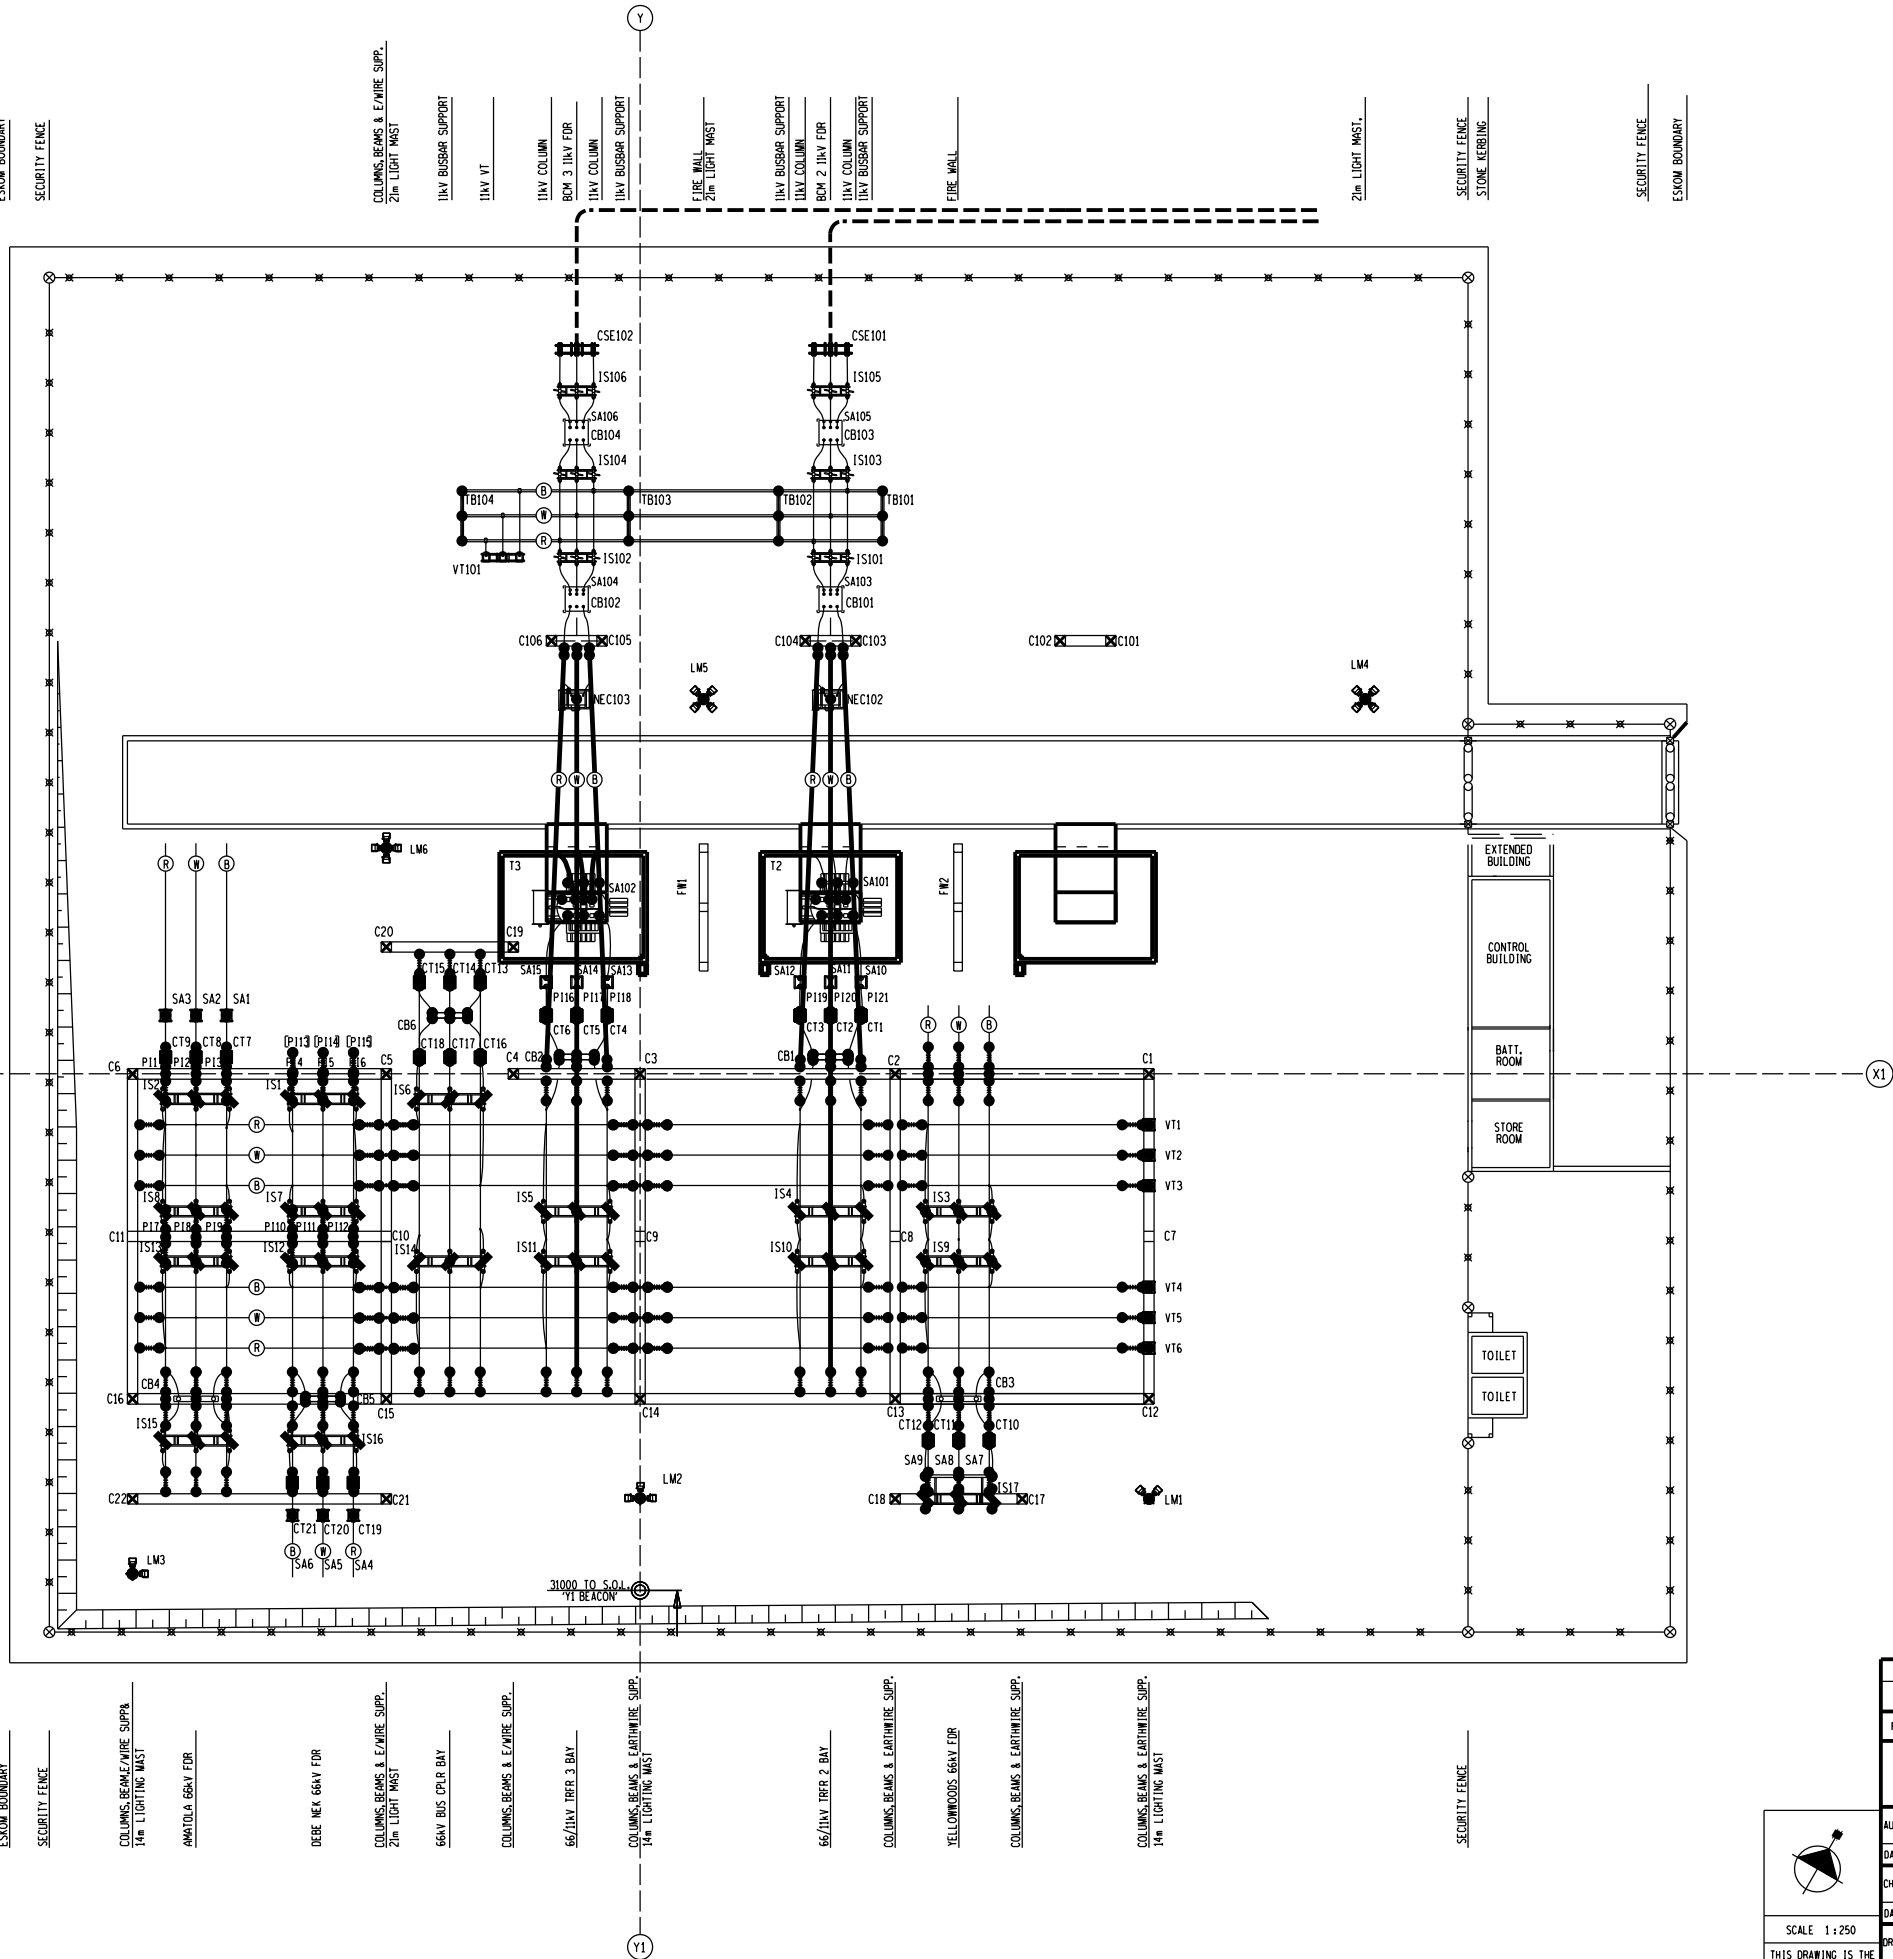 Y
ESKOM BOUNDARY
SECURITY FENCE
COLUMNS,BEAMS & E/WIRE SUPP.
21m LIGHT MAST
11kV BUSBAR SUPPORT
11kV VT
11kV COLUMN
BCM 3 11kV FDR
11kV COLUMN
11kV BUSBAR SUPPORT
FIRE WALL
21m LIGHT MAST
11kV BUSBAR SUPPORT
11kV COLUMN
BCM 2 11kV FDR
11kV COLUMN
11kV BUSBAR SUPPORT
FIRE WALL
21m LIGHT MAST.
SECURITY FENCE
STONE KERBING
SECURITY FENCE
ESKOM BOUNDARY
CSE102 CSE101
IS106 IS105
SA106 SA105
CB104 CB103
IS104 IS103
B
TB104 TB103 TB102 TB101
W
R
IS102 IS101
VT101
SA104 SA103
CB102 CB101
C106 C105 C104 C103 C102 C101
LM5 LM4
NEC103 NEC102
R W B R W B
LM6
R W B
T3 T2
SA102 SA101
FW1 FW2
EXTENDED
BUILDING
CONTROL
BUILDING
C20 C19
CT15 CT14 CT13
SA15 SA14 SA13 SA12 SA11 SA10
SA3 SA2 SA1
PI16 PI17 PI18 PI19 PI20 PI21
CB6
CT6 CT5 CT4 CT3 CT2 CT1
R W B
CT9 CT8 CT7
[PI13] [PI14] [PI15]
CT18 CT17 CT16
CB2 CB1
BATT.
ROOM
C6
PI1 PI2 PI3 PI4 PI5 PI6
C5 C4 C3 C2 C1
X1
IS2 IS1 IS6
R
VT1
STORE
ROOM
W
VT2
B
VT3
IS8 IS7 IS5 IS4 IS3
PI7 PI8 PI9 PI10 PI11 PI12
C11 C10 C9 C8 C7
IS13 IS12 IS14 IS11 IS10 IS9
B
VT4
W
VT5
R
VT6
TOILET
TOILET
CB4 CB5 CB3
C16 C15 C14 C13 C12
IS15 IS16
CT12 CT11 CT10
SA9 SA8 SA7
LM2
IS17
C22 C21 C18 C17 LM1
CT21 CT20 CT19
B W R
SA6 SA5 SA4
LM3
31000 TO S.O.L.
'Y1 BEACON'
ESKOM BOUNDARY
SECURITY FENCE
COLUMNS,BEAM,E/WIRE SUPP&
14m LIGHTING MAST
AMATOLA 66kV FDR
DEBE NEK 66kV FDR
COLUMNS,BEAMS & E/WIRE SUPP.
21m LIGHT MAST
66kV BUS CPLR BAY
COLUMNS,BEAMS & E/WIRE SUPP.
66/11kV TRFR 3 BAY
COLUMNS,BEAMS & EARTHWIRE SUPP.
14m LIGHTING MAST
66/11kV TRFR 2 BAY
COLUMNS,BEAMS & EARTHWIRE SUPP.
YELLOWWOODS 66kV FDR
COLUMNS,BEAMS & EARTHWIRE SUPP.
COLUMNS,BEAMS & EARTHWIRE SUPP.
14m LIGHTING MAST
SECURITY FENCE
Y1
SCALE 1:250
THIS DRAWING IS THE